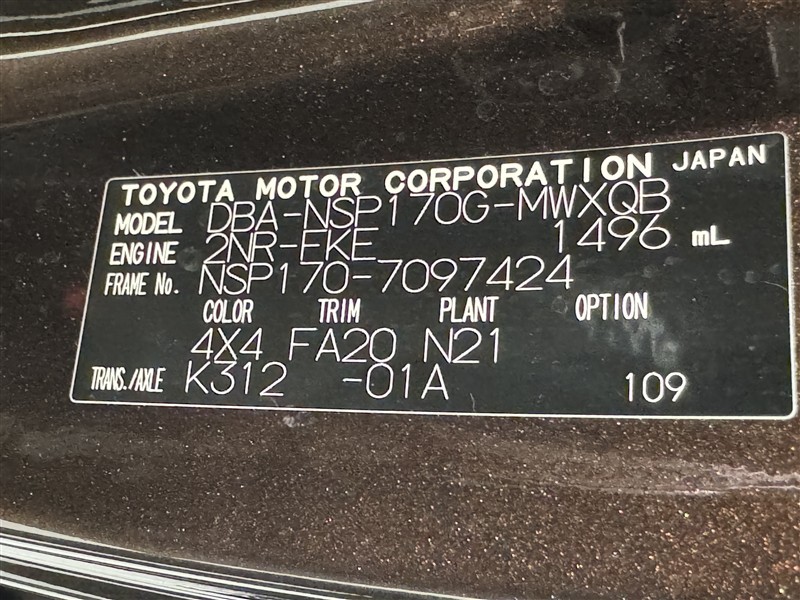 TOYOTA MOTOR CORPORATION JAPAN
MODEL DBA-NSP170G-MWXQB
ENGINE 2NR-FKE 1496 mL
FRAME No. NSP170-7097424
COLOR TRIM PLANT OPTION
4X4 FA20 N21
TRANS./AXLE K312 -01A 109